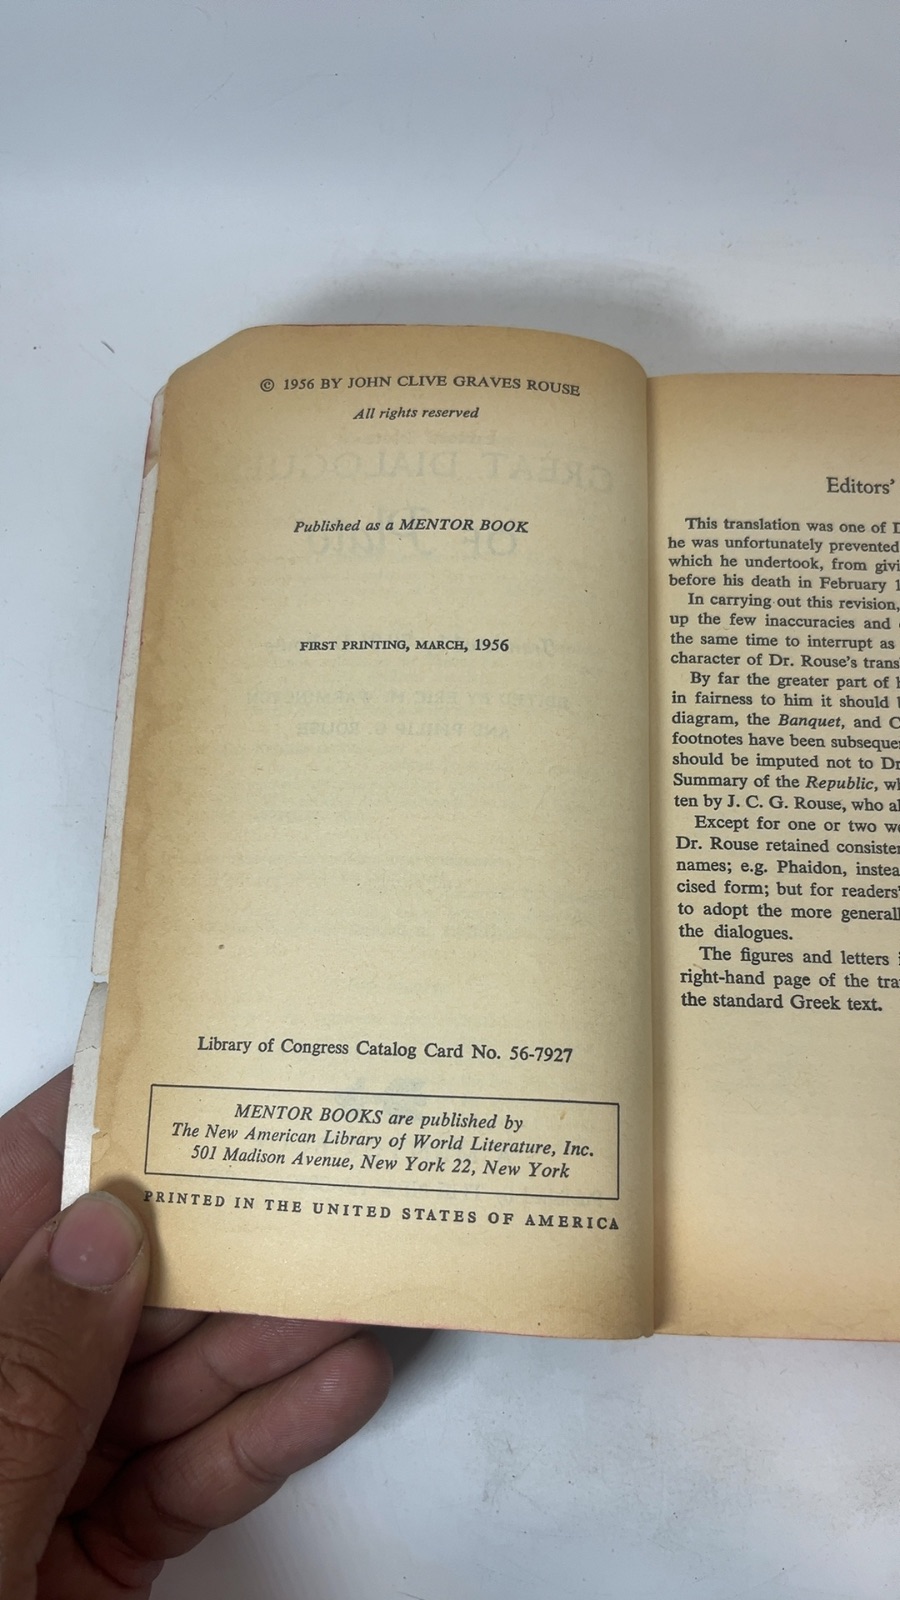 © 1956 BY JOHN CLIVE GRAVES ROUSE
All rights reserved
Published as a MENTOR BOOK
FIRST PRINTING, MARCH, 1956
Library of Congress Catalog Card No. 56-7927
MENTOR BOOKS are published by
The New American Library of World Literature, Inc.
501 Madison Avenue, New York 22, New York
PRINTED IN THE UNITED STATES OF AMERICA
Editors'
This translation was one of
he was unfortunately prevented
which he undertook, from
before his death in February
In carrying out this revision,
up the few inaccuracies and
the same time to interrupt as
character of Dr. Rouse's
By far the greater part of
in fairness to him it should
diagram, the Banquet, and
footnotes have been
should be imputed not to
Summary of the Republic,
ten by J. C. G. Rouse, who
Except for one or two
Dr. Rouse retained
names; e.g. Phaidon,
cised form; but for readers'
to adopt the more
the dialogues.
The figures and letters
right-hand page of the
the standard Greek text.